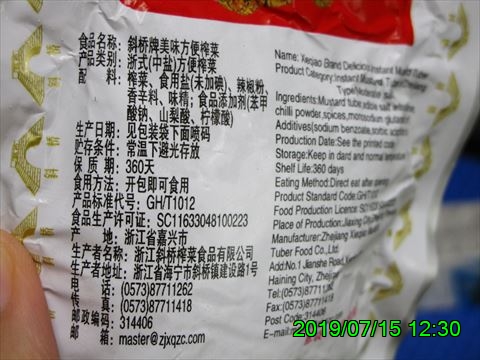 食品名称: 斜桥牌美味方便榨菜
产品类别: 浙式(中盐)方便榨菜
配 料: 榨菜、食用盐(未加碘)、辣椒粉、
香辛料、味精; 食品添加剂(苯甲
酸钠、山梨酸、柠檬酸)
生产日期: 见包装袋下面喷码
贮存条件: 常温下避光存放
保 质 期: 360天
食用方法: 开包即可食用
产品标准代号: GH/T1012
食品生产许可证: SC11633048100223
产 地: 浙江省嘉兴市
生产者名称: 浙江斜桥榨菜食品有限公司
生产者地址: 浙江省海宁市斜桥镇建设路1号
电 话: (0573)87711262
传 真: (0573)87711418
邮政编码: 314406
邮 箱: master@zjxqzc.com
Name: Xieqiao Brand Delicious Instant Tuber
Product Category:Instant Mustard
Type(Notensile
Ingredients:Mustard tube,edible salt
chilli powder,spices,monsodium
Additives(sodium benzoate,sorbic
Production Date:See the printed code
Storage:Keep in dard and normal
Shelf Life:360 days
Eating Method:Direct eat after opening
Product Standard Code:GH/T1012
Food Production Licence:
Place of Production:Jiaxing City,
Manufacturer:Zhejiang Xieqiao
Tuber Food Co., Ltd.
Add:No.1 Jianshe Road,
Haining City, Zhejiang
Tel:(0573)87711262
Fax:(0573)87711418
Post Code:314406
E-mail:
斜桥
2019/07/15 12:30